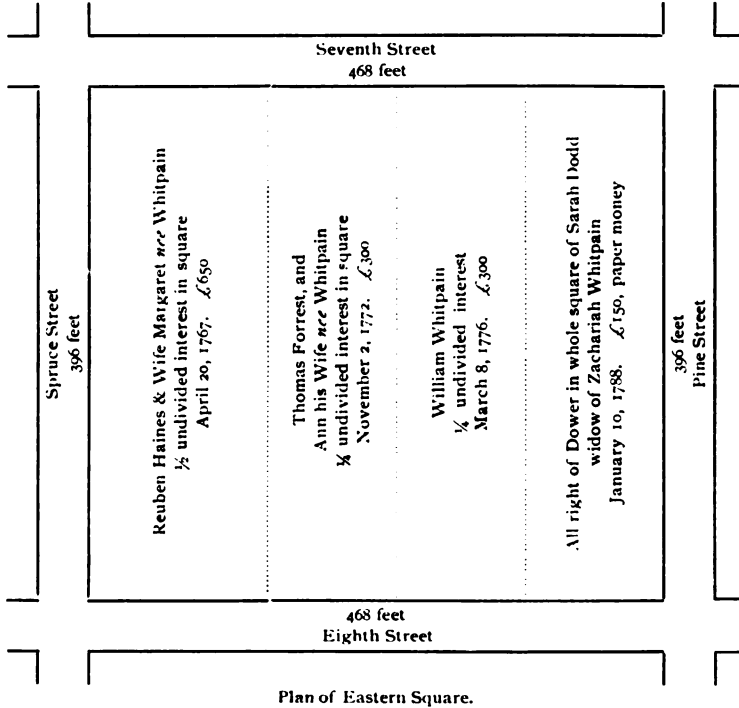 Seventh Street
468 feet
Spruce Street
396 feet
Reuben Haines & Wife Margaret nee Whitpain
½ undivided interest in square
April 20, 1767. £650
Thomas Forrest, and
Ann his Wife nee Whitpain
¼ undivided interest in square
November 2, 1772. £300
William Whitpain
¼ undivided interest
March 8, 1776. £300
All right of Dower in whole square of Sarah Dodd
widow of Zachariah Whitpain
January 10, 1788. £150, paper money
396 feet
Pine Street
468 feet
Eighth Street
Plan of Eastern Square.